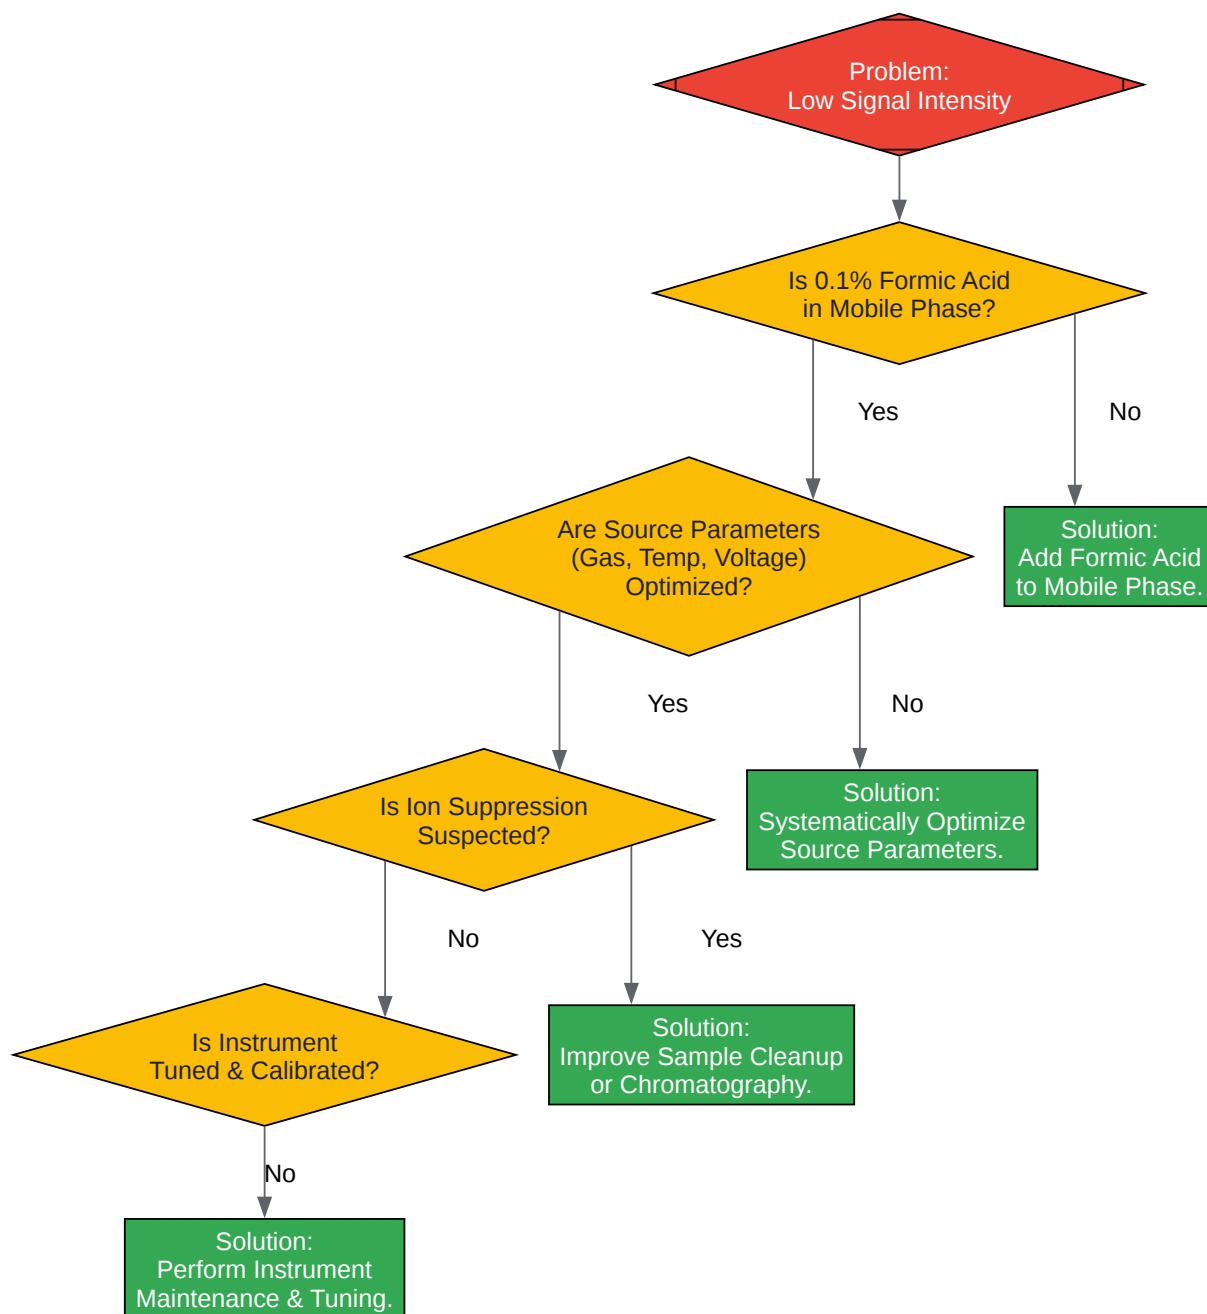 Problem:
Low Signal Intensity
Is 0.1% Formic Acid
in Mobile Phase?
Yes
No
Are Source Parameters
(Gas, Temp, Voltage)
Optimized?
Solution:
Add Formic Acid
to Mobile Phase.
Yes
No
Is Ion Suppression
Suspected?
Solution:
Systematically Optimize
Source Parameters.
No
Yes
Is Instrument
Tuned & Calibrated?
Solution:
Improve Sample Cleanup
or Chromatography.
No
Solution:
Perform Instrument
Maintenance & Tuning.